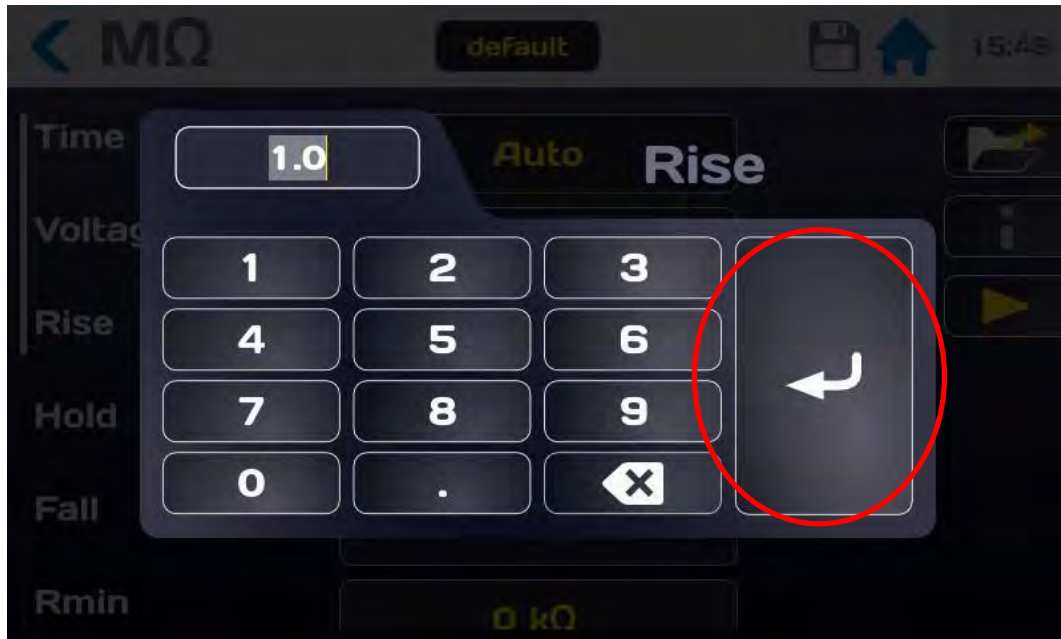 MΩ default 15:45
Time Auto
1.0 Rise
Voltag
1 2 3
Rise
4 5 6
Hold
7 8 9
0 .
Fall
Rmin 0 kΩ